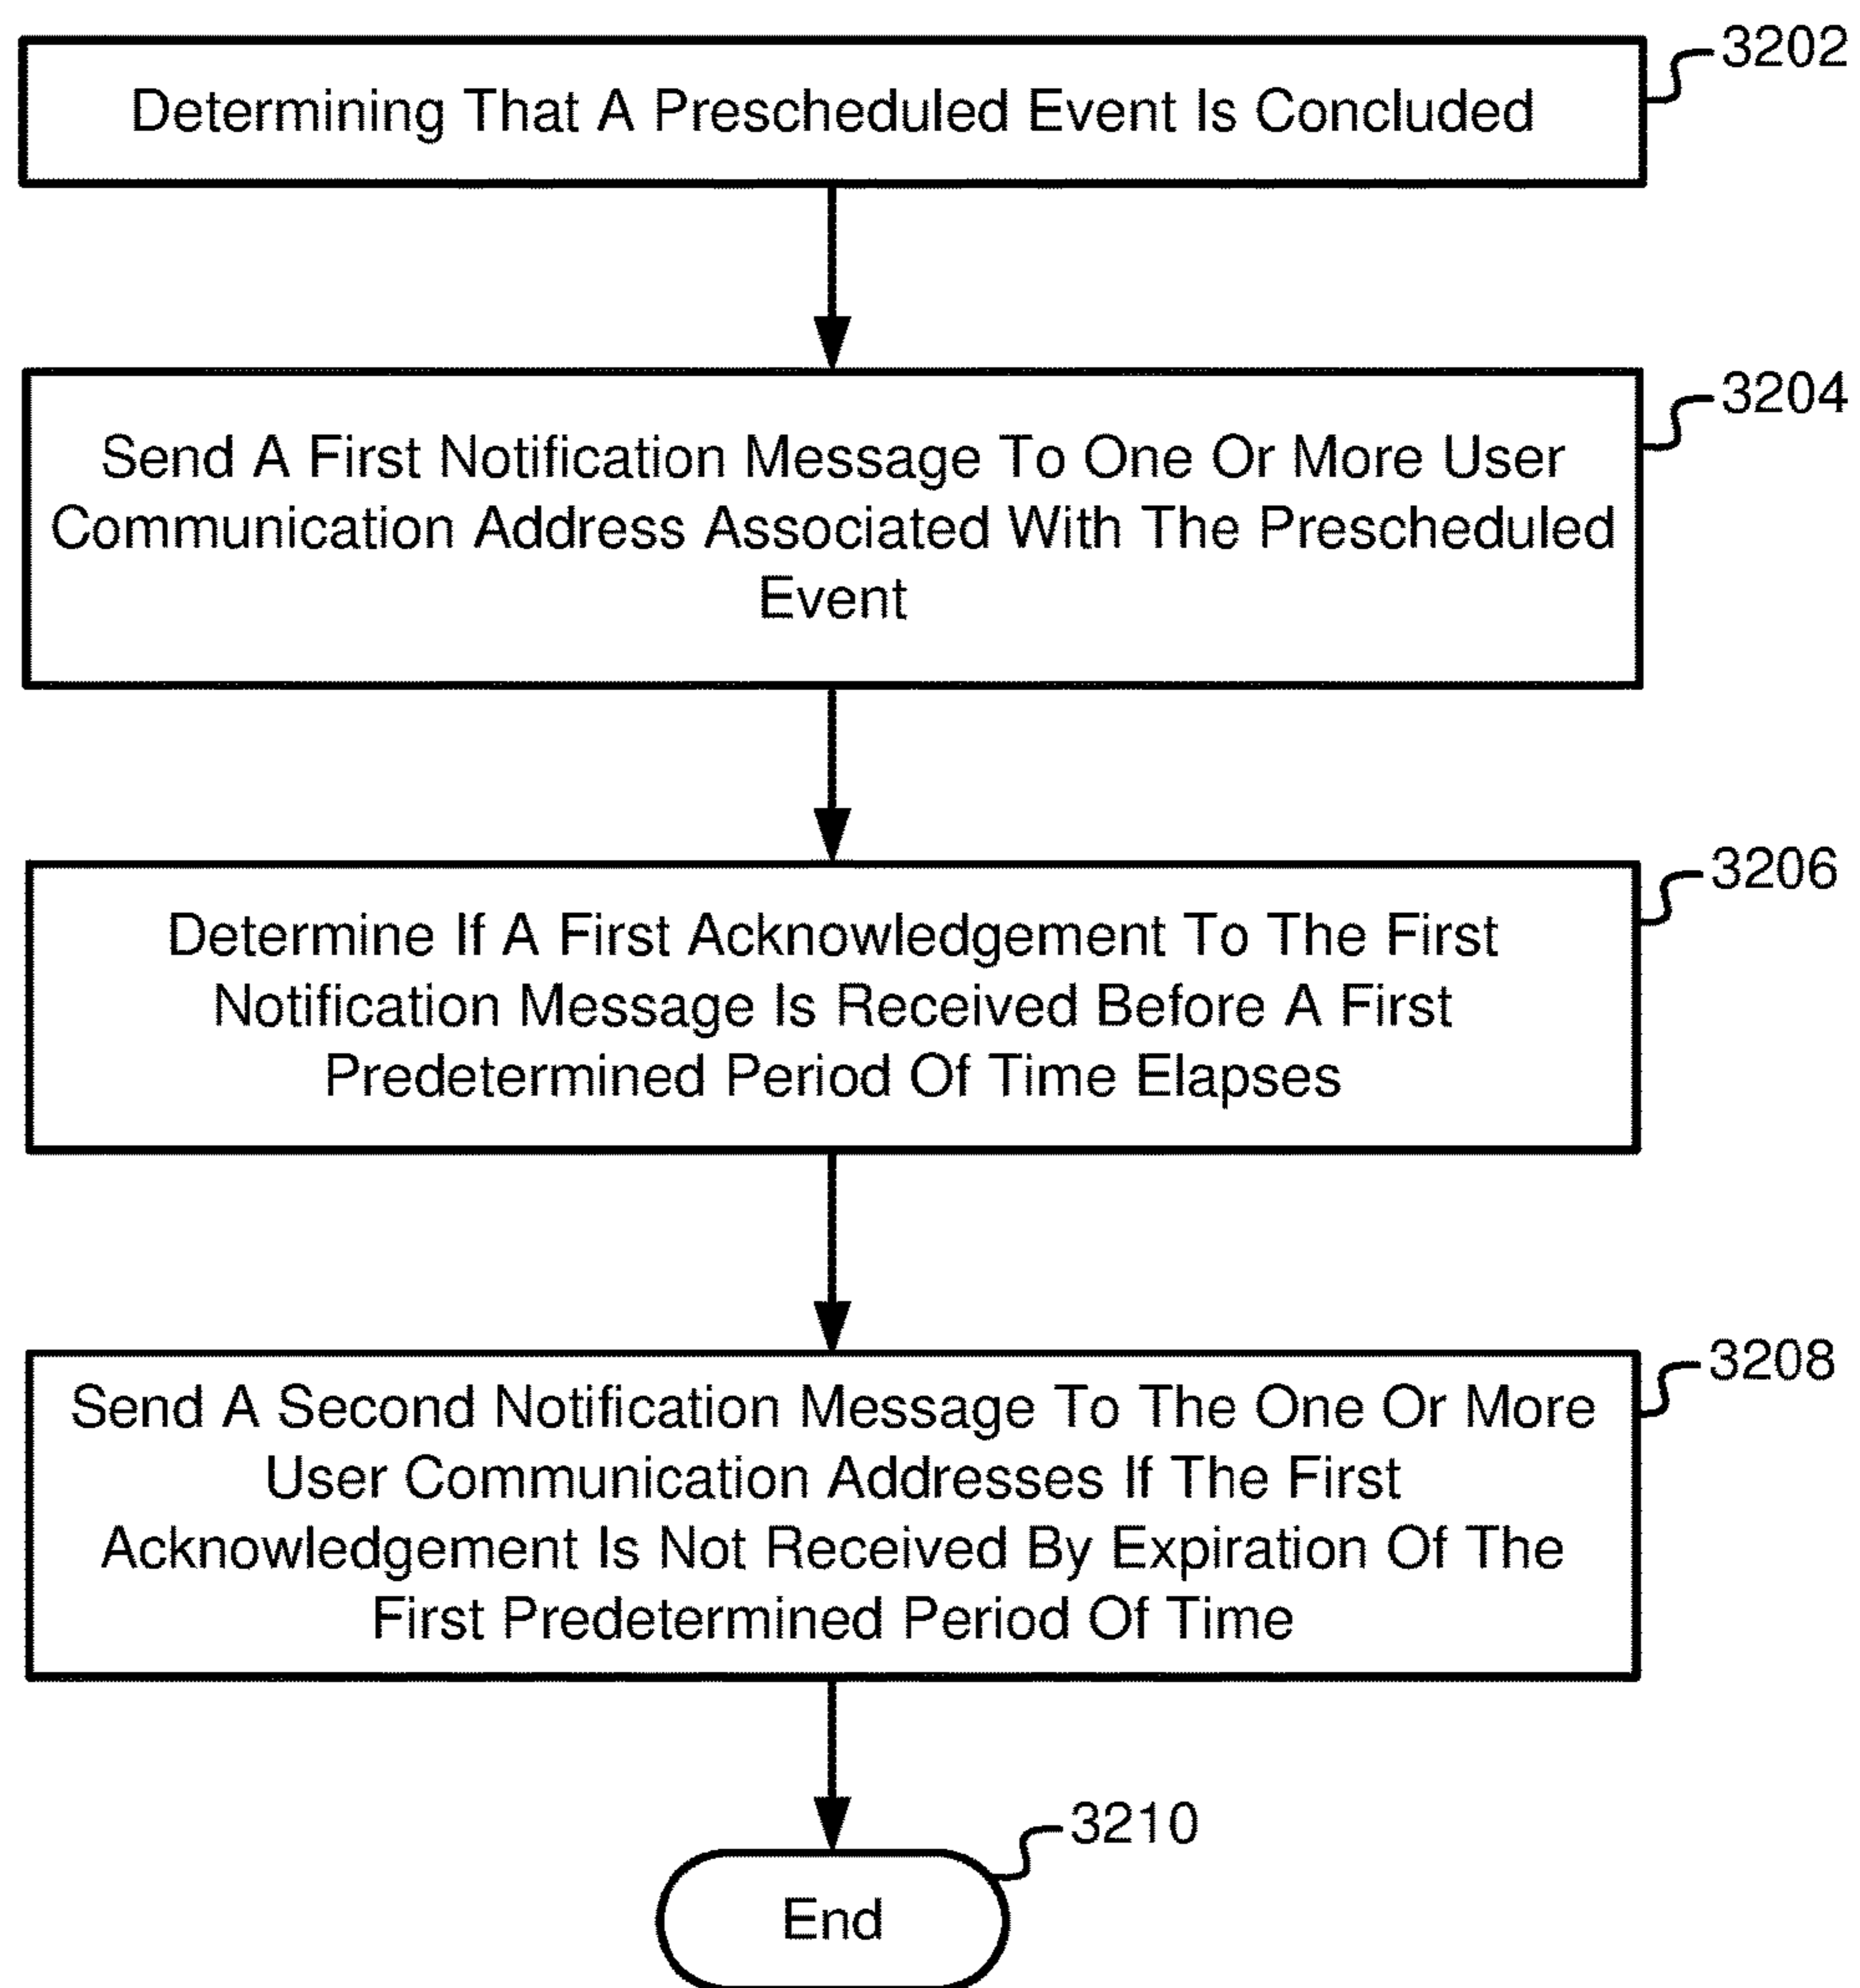 3202
Determining That A Prescheduled Event Is Concluded
3204
Send A First Notification Message To One Or More User
Communication Address Associated With The Prescheduled
Event
3206
Determine If A First Acknowledgement To The First
Notification Message Is Received Before A First
Predetermined Period Of Time Elapses
3208
Send A Second Notification Message To The One Or More
User Communication Addresses If The First
Acknowledgement Is Not Received By Expiration Of The
First Predetermined Period Of Time
3210
End